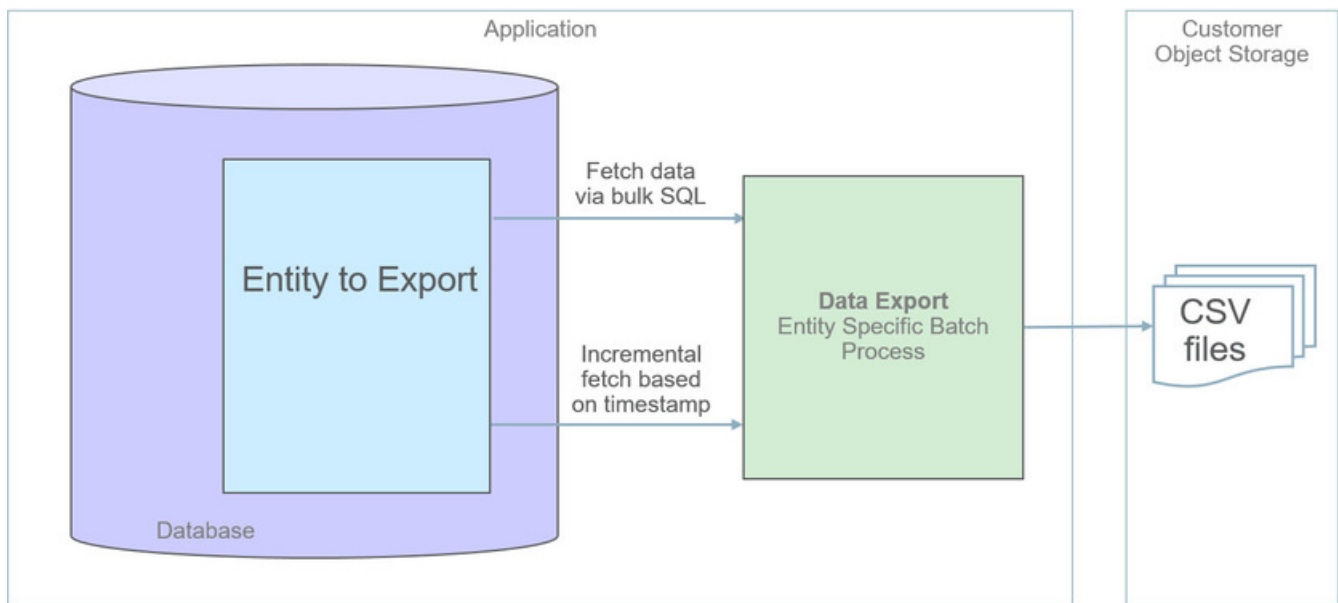 Application
Customer
Object Storage
Fetch data
via bulk SQL
Entity to Export
Data Export
Entity Specific Batch
Process
CSV
files
Incremental
fetch based
on timestamp
Database